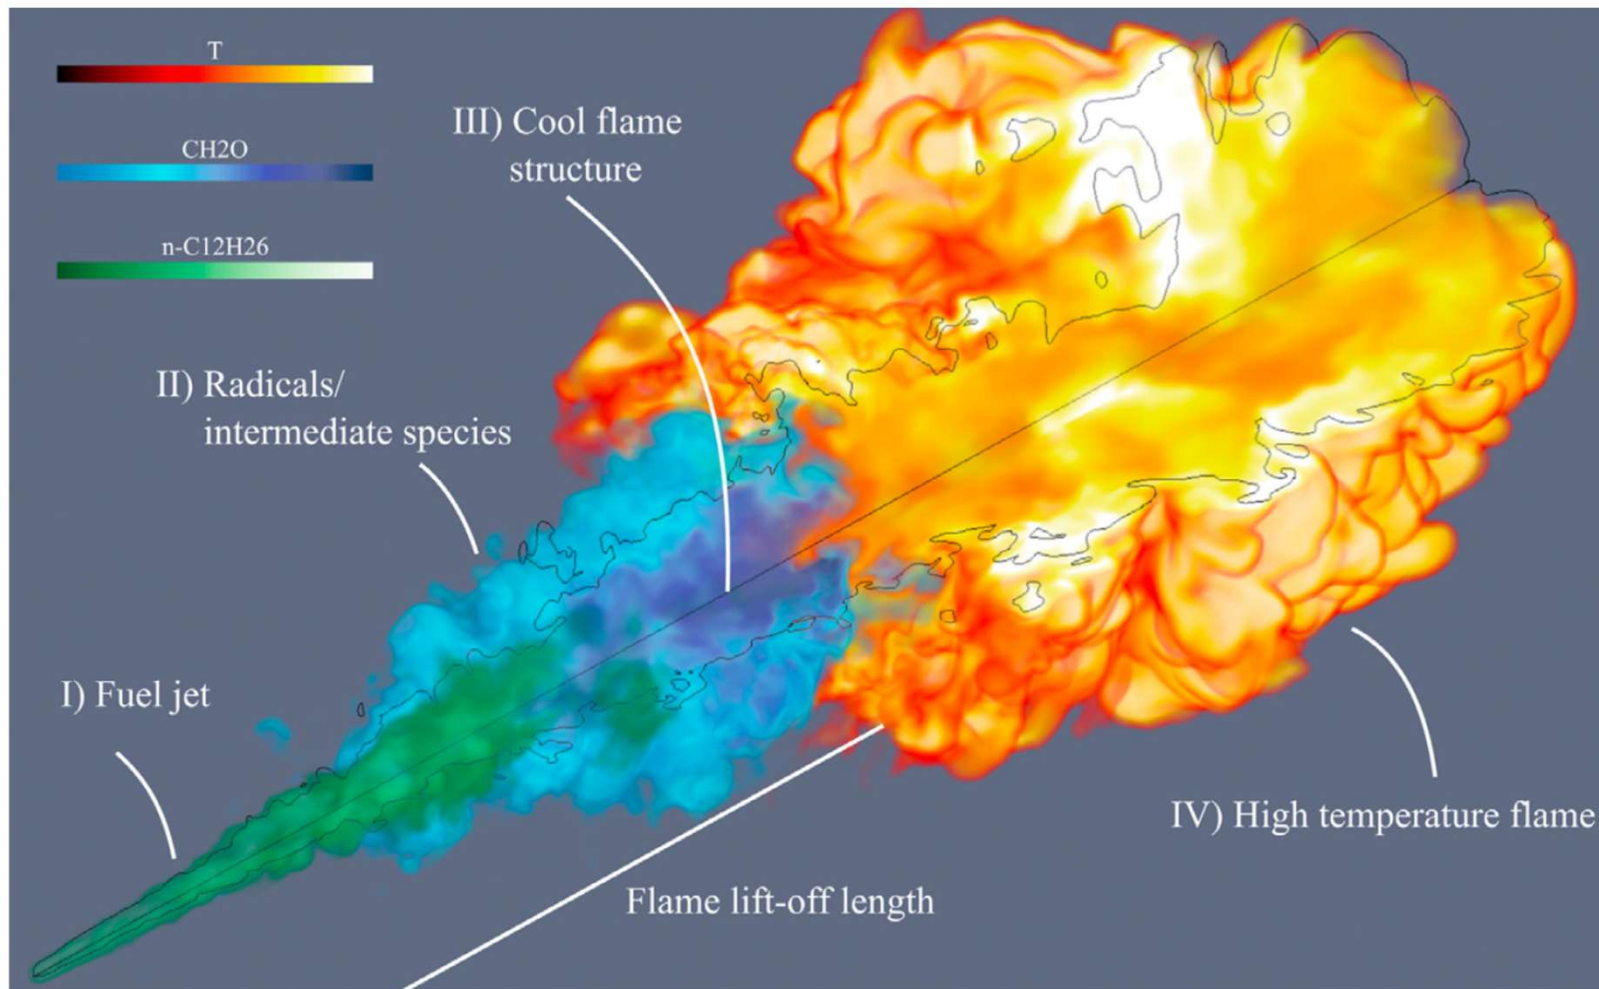 T
CH2O
n-C12H26
III) Cool flame
structure
II) Radicals/
intermediate species
I) Fuel jet
IV) High temperature flame
Flame lift-off length